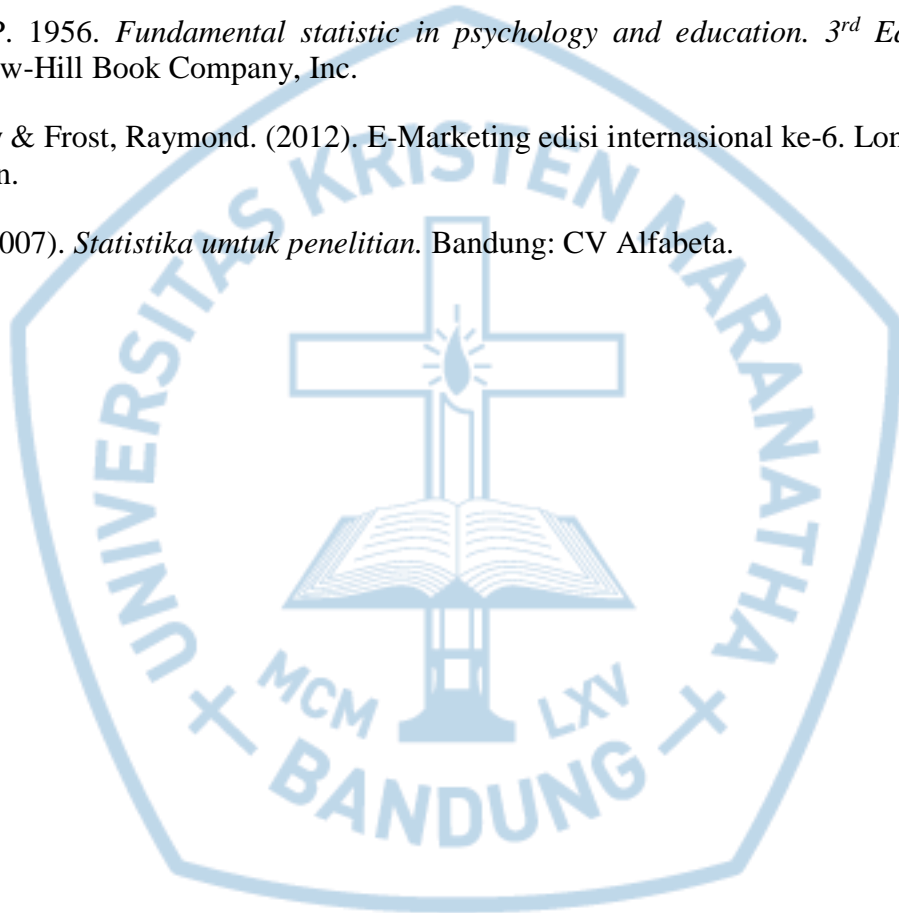 P. 1956. Fundamental statistic in psychology and education. 3rd Ed
w-Hill Book Company, Inc.
& Frost, Raymond. (2012). E-Marketing edisi internasional ke-6. Lon
n.
007). Statistika umtuk penelitian. Bandung: CV Alfabeta.
UNIVERSITAS KRISTEN MARANATHA
MCM LXV
BANDUNG